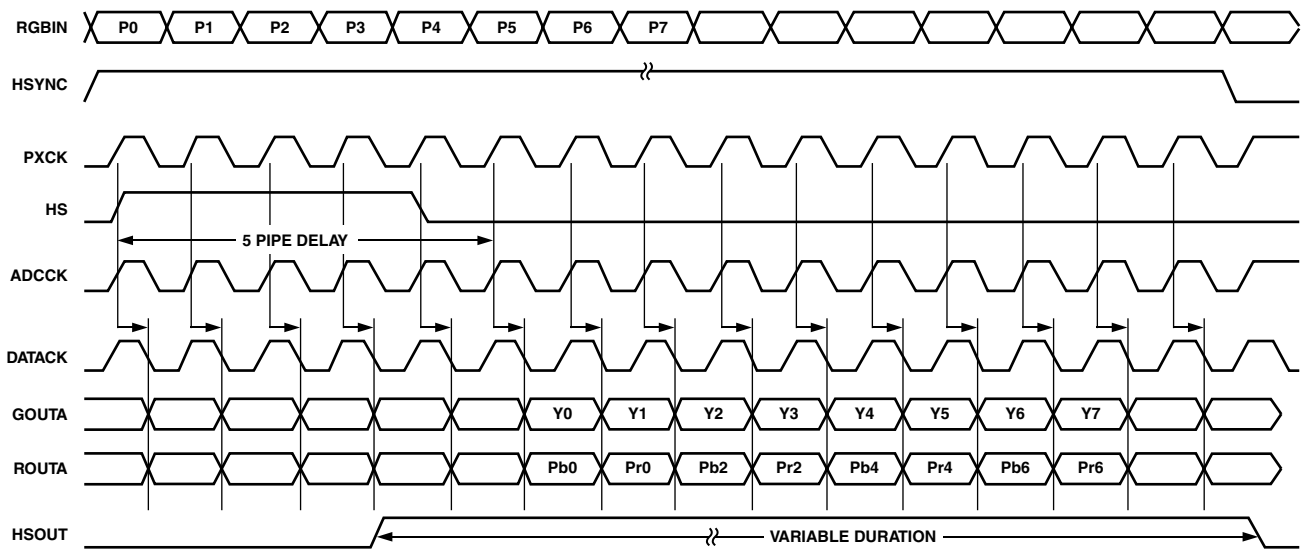 RGBIN P0 P1 P2 P3 P4 P5 P6 P7
HSYNC
PXCK
HS
5 PIPE DELAY
ADCCK
DATACK
GOUTA Y0 Y1 Y2 Y3 Y4 Y5 Y6 Y7
ROUTA Pb0 Pr0 Pb2 Pr2 Pb4 Pr4 Pb6 Pr6
HSOUT VARIABLE DURATION